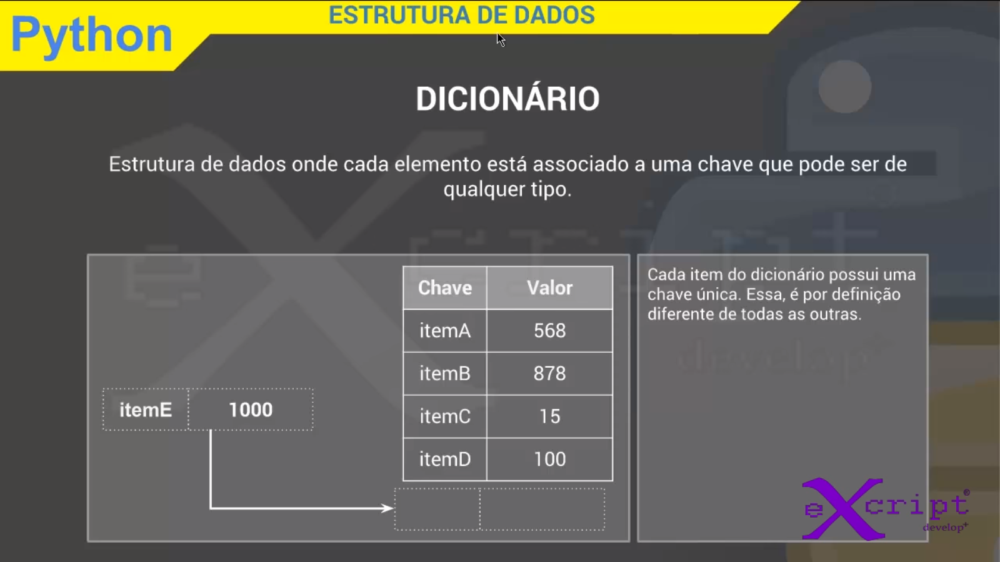 ESTRUTURA DE DADOS
Python
DICIONÁRIO
Estrutura de dados onde cada elemento está associado a uma chave que pode ser de
qualquer tipo.
Chave Valor
itemA 568
itemB 878
itemC 15
itemD 100
itemE 1000
Cada item do dicionário possui uma
chave única. Essa, é por definição
diferente de todas as outras.
eXcript®
develop+